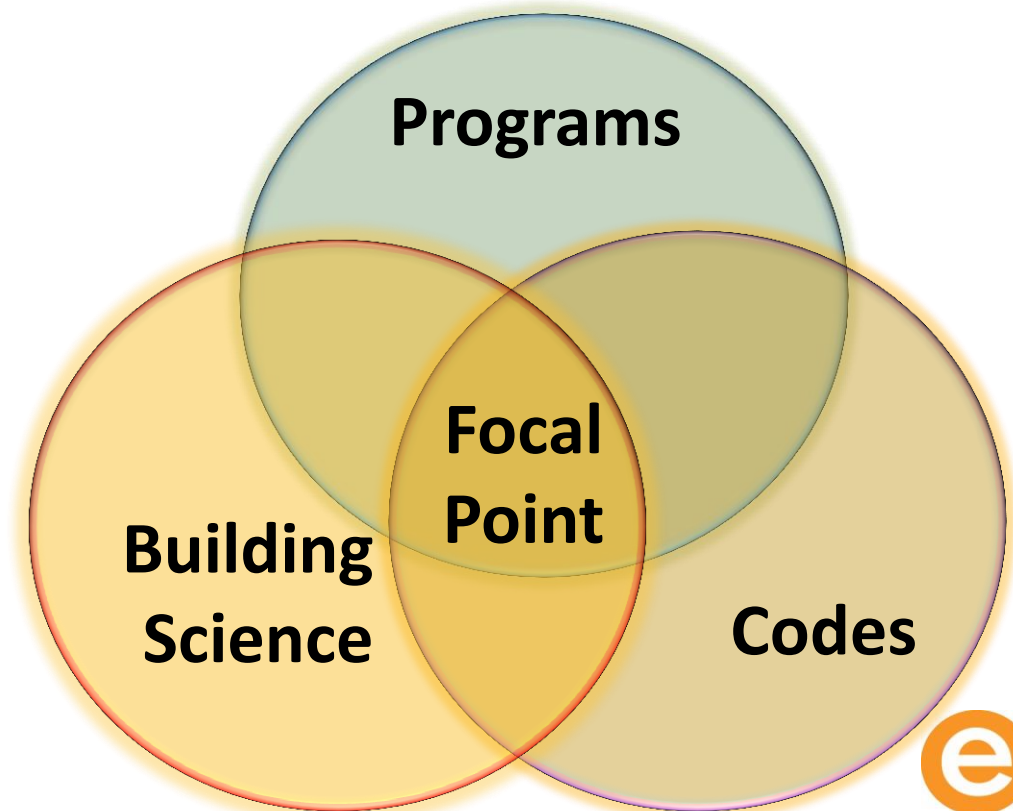 Programs
Focal
Point
Building
Science
Codes
e